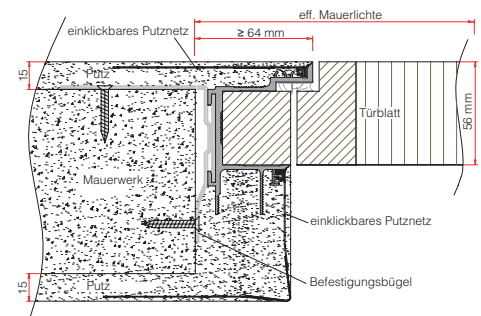 eff. Mauerlichte
einklickbares Putznetz
≥ 64 mm
15
Putz
Türblatt
56 mm
Mauerwerk
einklickbares Putznetz
Befestigungsbügel
15
Putz